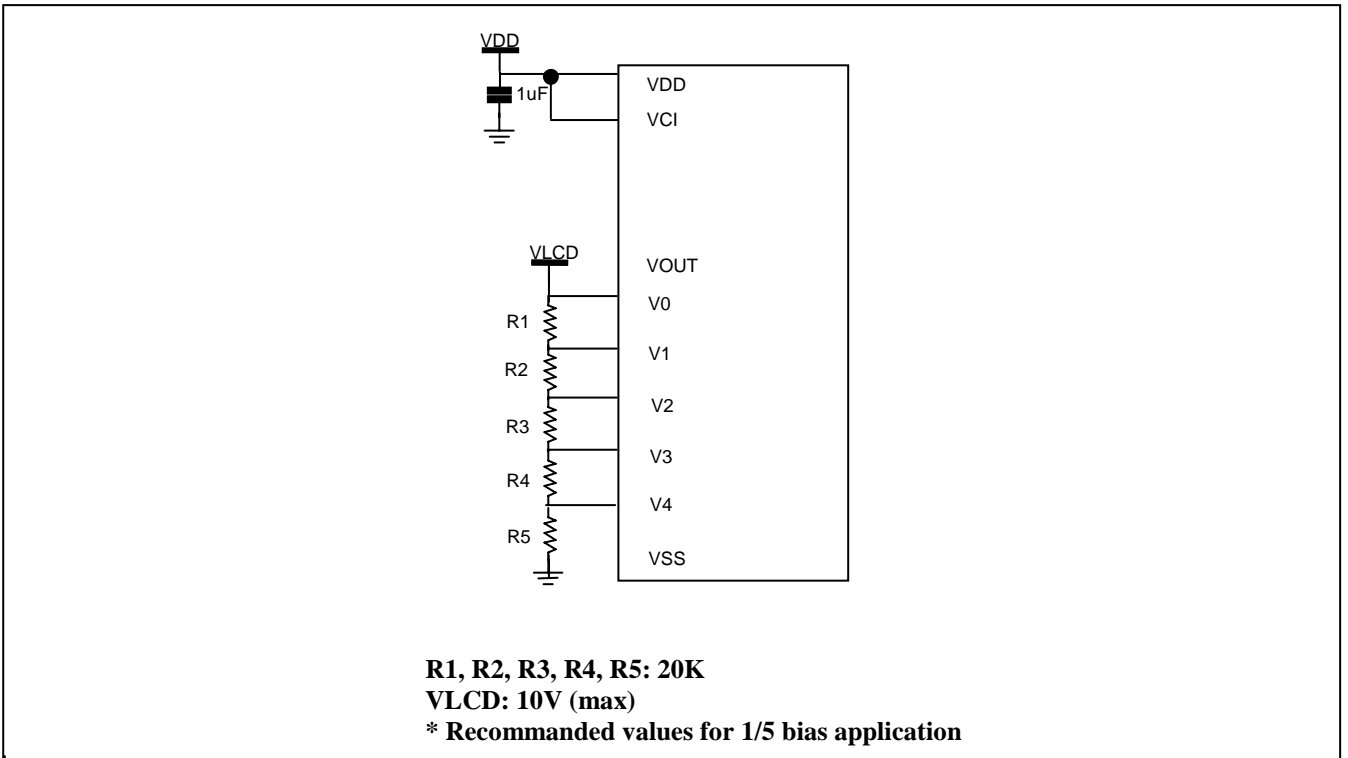 VDD
1uF
VDD
VCI
VLCD
VOUT
V0
R1
V1
R2
V2
R3
V3
R4
V4
R5
VSS
R1, R2, R3, R4, R5: 20K
VLCD: 10V (max)
* Recommanded values for 1/5 bias application